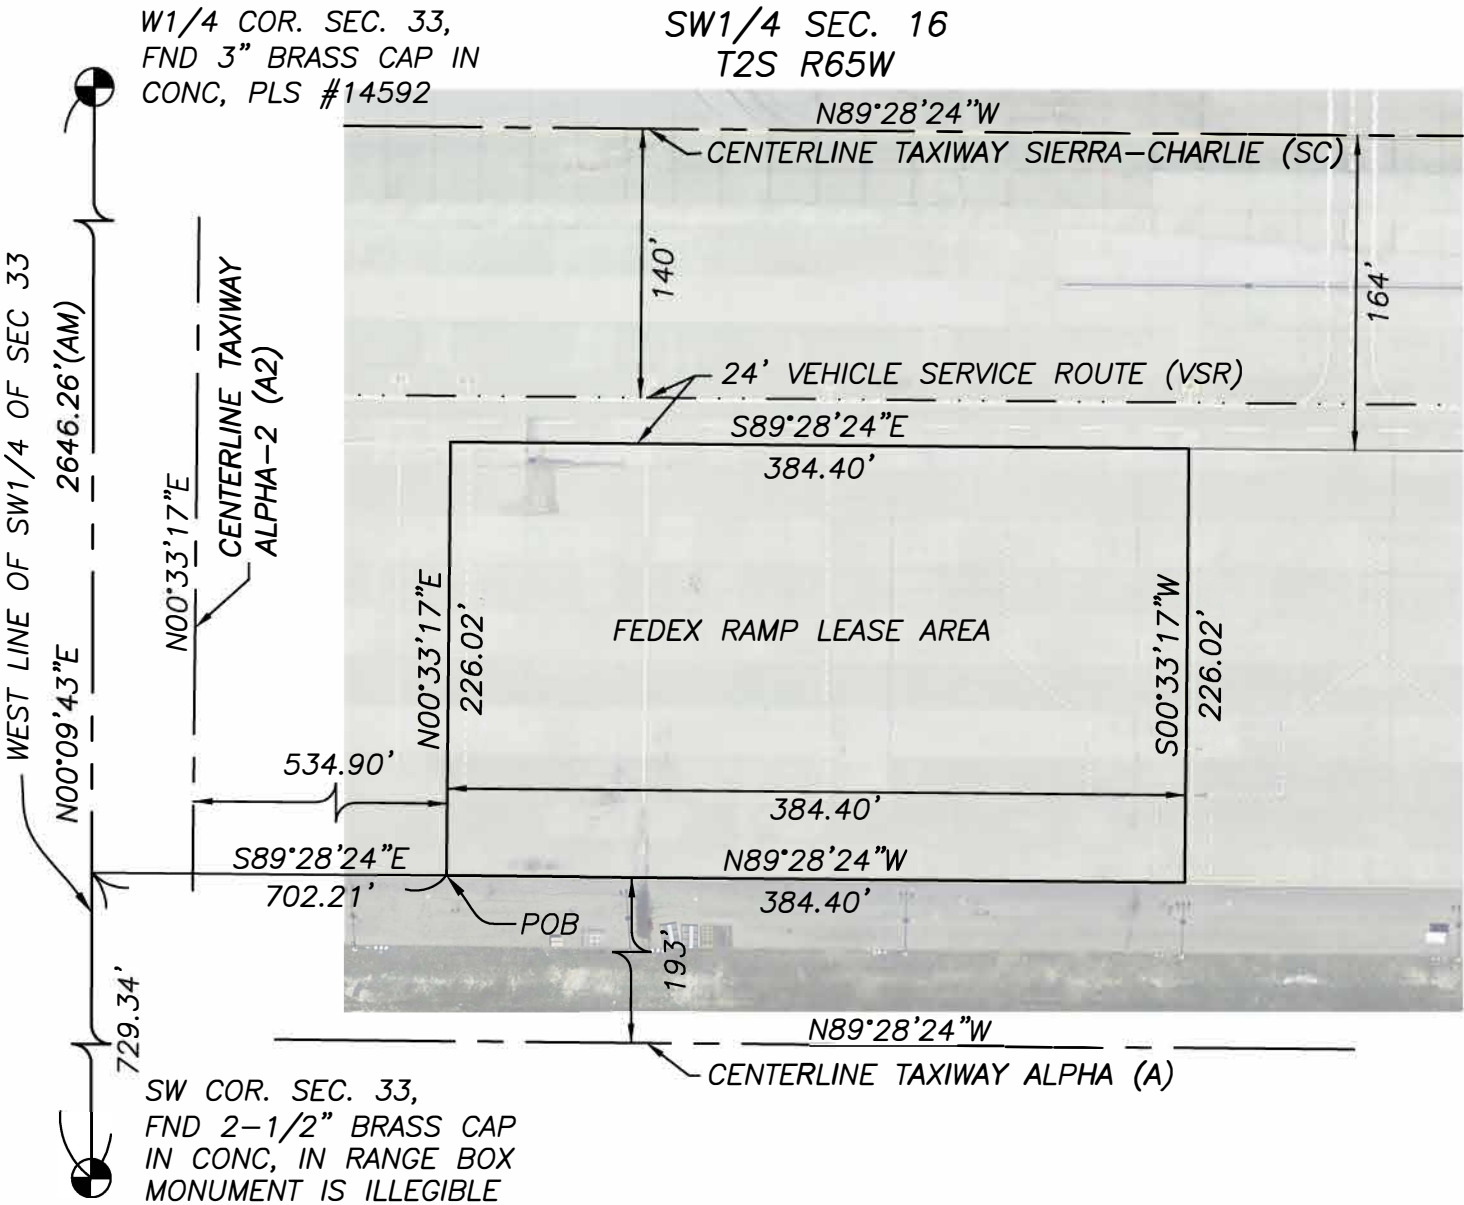 W1/4 COR. SEC. 33,
FND 3" BRASS CAP IN
CONC, PLS #14592
SW1/4 SEC. 16
T2S R65W
N89°28'24"W
CENTERLINE TAXIWAY SIERRA-CHARLIE (SC)
140'
164'
24' VEHICLE SERVICE ROUTE (VSR)
S89°28'24"E
384.40'
WEST LINE OF SW1/4 OF SEC 33
N00°09'43"E
2646.26'(AM)
N00°33'17"E
CENTERLINE TAXIWAY
ALPHA-2 (A2)
N00°33'17"E
226.02'
FEDEX RAMP LEASE AREA
S00°33'17"W
226.02'
534.90'
384.40'
S89°28'24"E
702.21'
N89°28'24"W
384.40'
POB
193'
729.34'
N89°28'24"W
CENTERLINE TAXIWAY ALPHA (A)
SW COR. SEC. 33,
FND 2-1/2" BRASS CAP
IN CONC, IN RANGE BOX
MONUMENT IS ILLEGIBLE